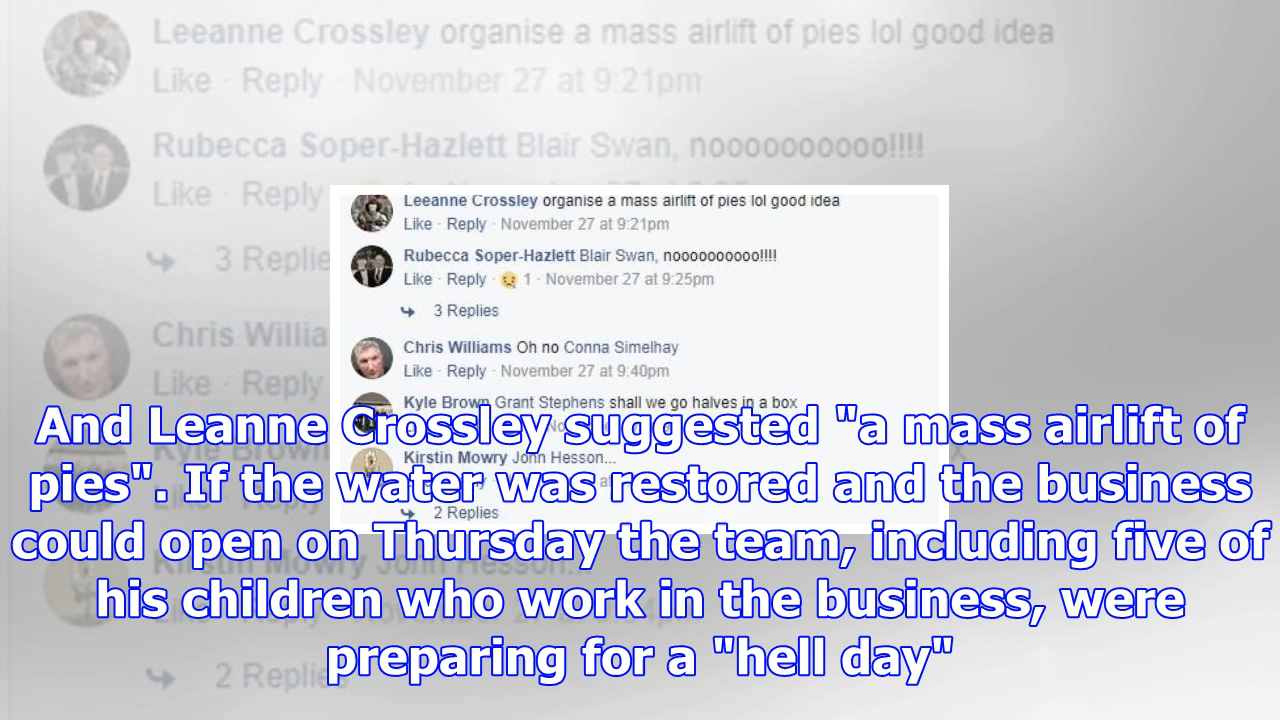 Leeanne Crossley organise a mass airlift of pies lol good idea
Like · Reply · November 27 at 9:21pm
Rubecca Soper-Hazlett Blair Swan, noooooooooo!!!!
Like · Reply
3 Replie
Chris Willia
Like · Reply
Kyle Brown
Kirstin Mowry John Hesson...
2 Replies
Leeanne Crossley organise a mass airlift of pies lol good idea
Like · Reply · November 27 at 9:21pm
Rubecca Soper-Hazlett Blair Swan, noooooooooo!!!!
Like · Reply · 😢 1 · November 27 at 9:25pm
3 Replies
Chris Williams Oh no Conna Simelhay
Like · Reply · November 27 at 9:40pm
Kyle Brown Grant Stephens shall we go halves in a box
Kirstin Mowry John Hesson...
2 Replies
And Leanne Crossley suggested "a mass airlift of
pies". If the water was restored and the business
could open on Thursday the team, including five of
his children who work in the business, were
preparing for a "hell day"